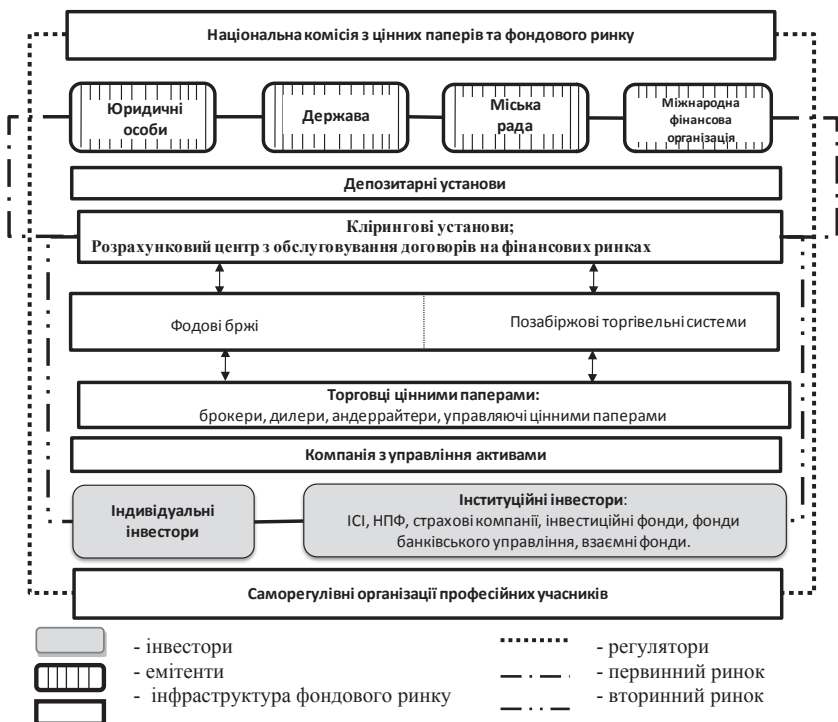 Національна комісія з цінних паперів та фондового ринку
Юридичні
особи
Держава
Міська
рада
Міжнародна
фінансова
організація
Депозитарні установи
Клірингові установи;
Розрахунковий центр з обслуговування договорів на фінансових ринках
Фодові бржі
Позабіржові торгівельні системи
Торговці цінними паперами:
брокери, дилери, андеррайтери, управляючі цінними паперами
Компанія з управління активами
Індивідуальні
інвестори
Інституційні інвестори:
ІСІ, НПФ, страхові компанії, інвестиційні фонди, фонди
банківського управління, взаємні фонди.
Саморегулівні організації професійних учасників
- інвестори
- емітенти
- інфраструктура фондового ринку
- регулятори
- первинний ринок
- вторинний ринок